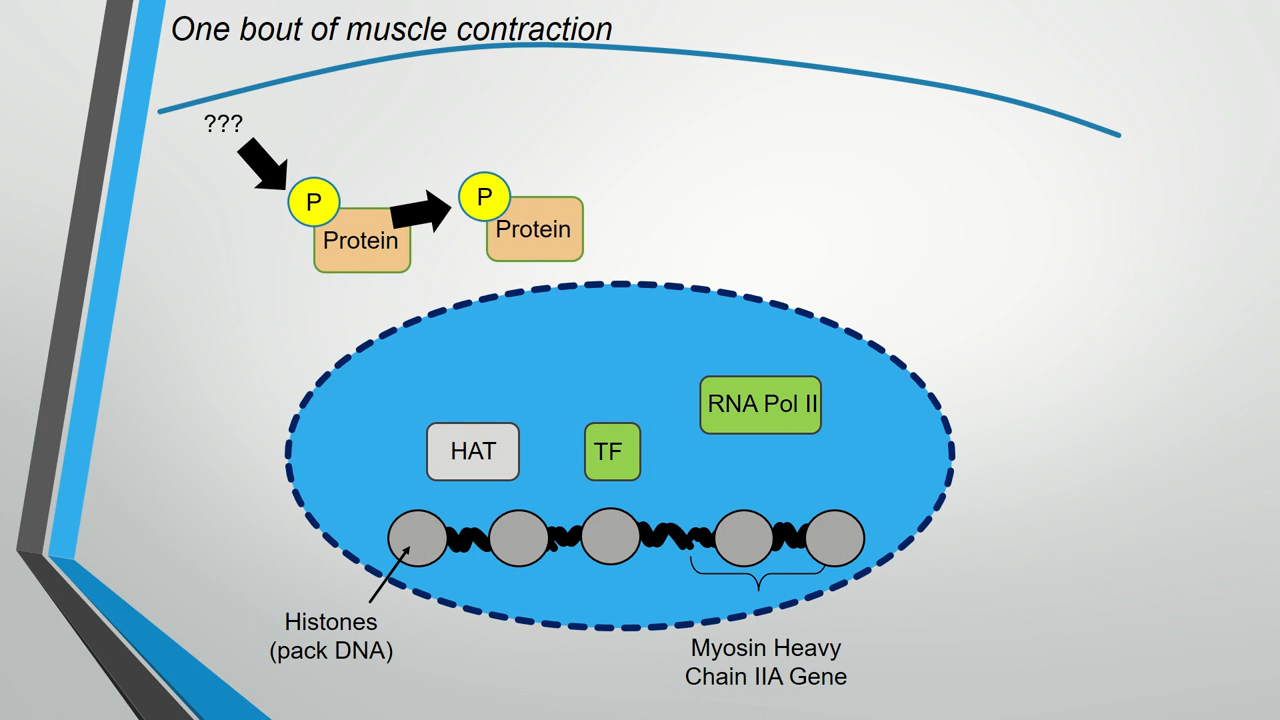 One bout of muscle contraction
???
P
Protein
P
Protein
RNA Pol II
HAT
TF
Histones
(pack DNA)
Myosin Heavy
Chain IIA Gene